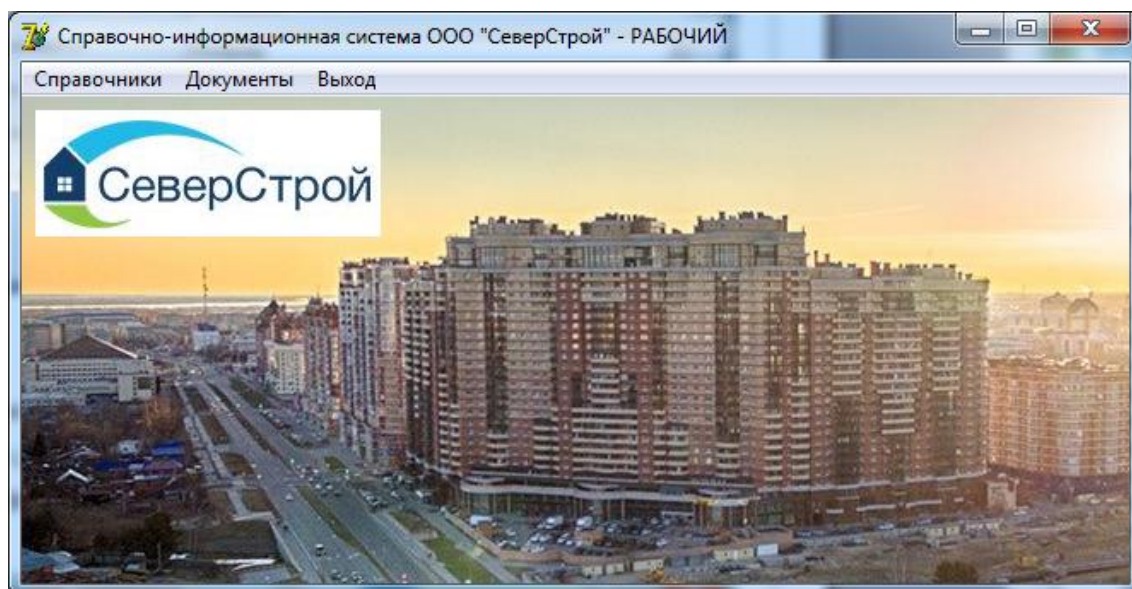 Справочно-информационная система ООО "СеверСтрой" - РАБОЧИЙ
Справочники Документы Выход
СеверСтрой